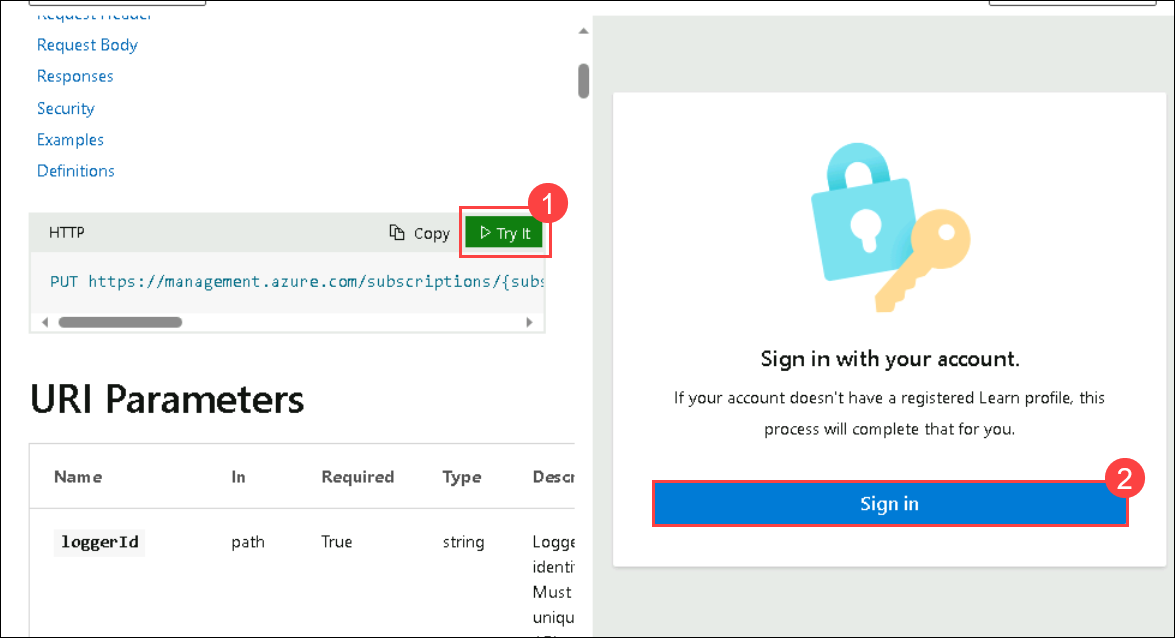 Request Header
Request Body
Responses
Security
Examples
Definitions
HTTP
Copy
Try It
1
PUT https://management.azure.com/subscriptions/{subs
URI Parameters
Name In Required Type Descr
loggerId path True string Logge
identi
Must
uniqu
Sign in with your account.
If your account doesn't have a registered Learn profile, this
process will complete that for you.
2
Sign in